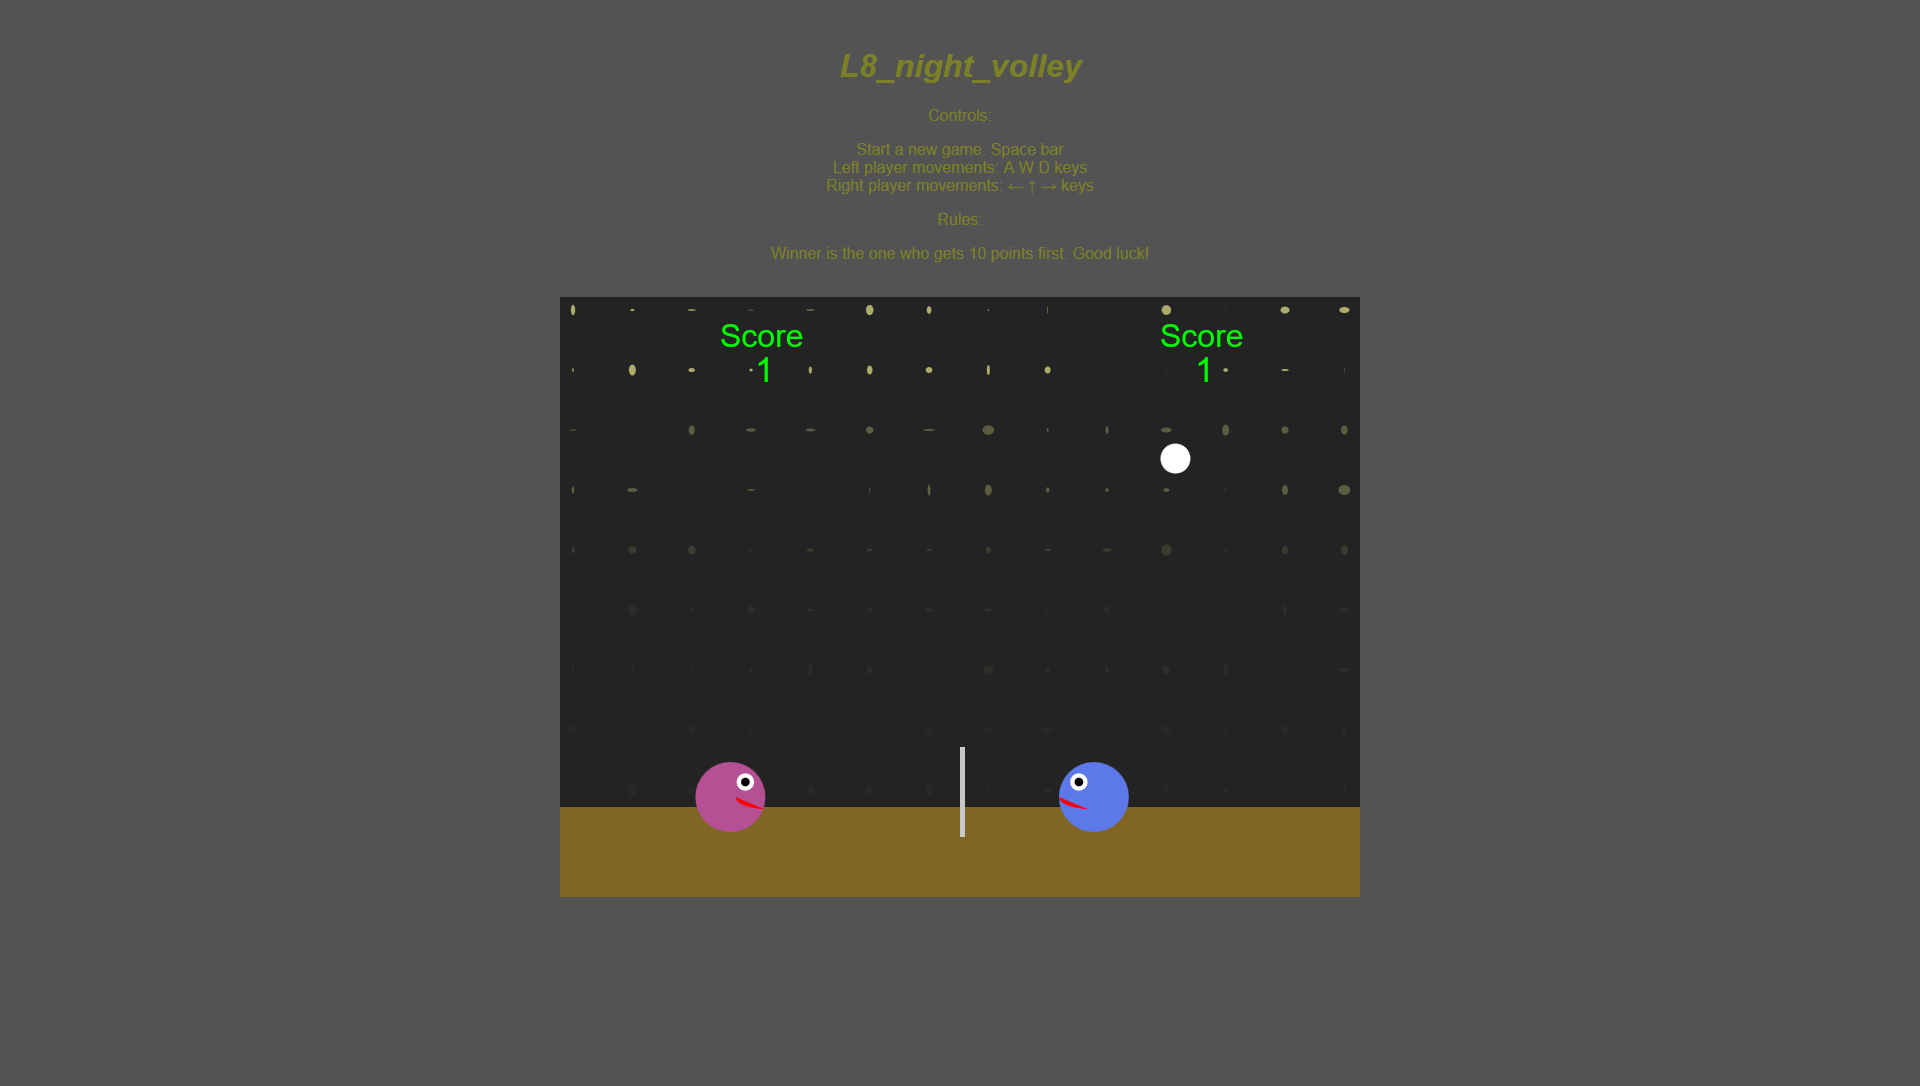 L8_night_volley
Controls:
Start a new game: Space bar
Left player movements: A W D keys
Right player movements: ← ↑ → keys
Rules:
Winner is the one who gets 10 points first. Good luck!
Score Score
1 1